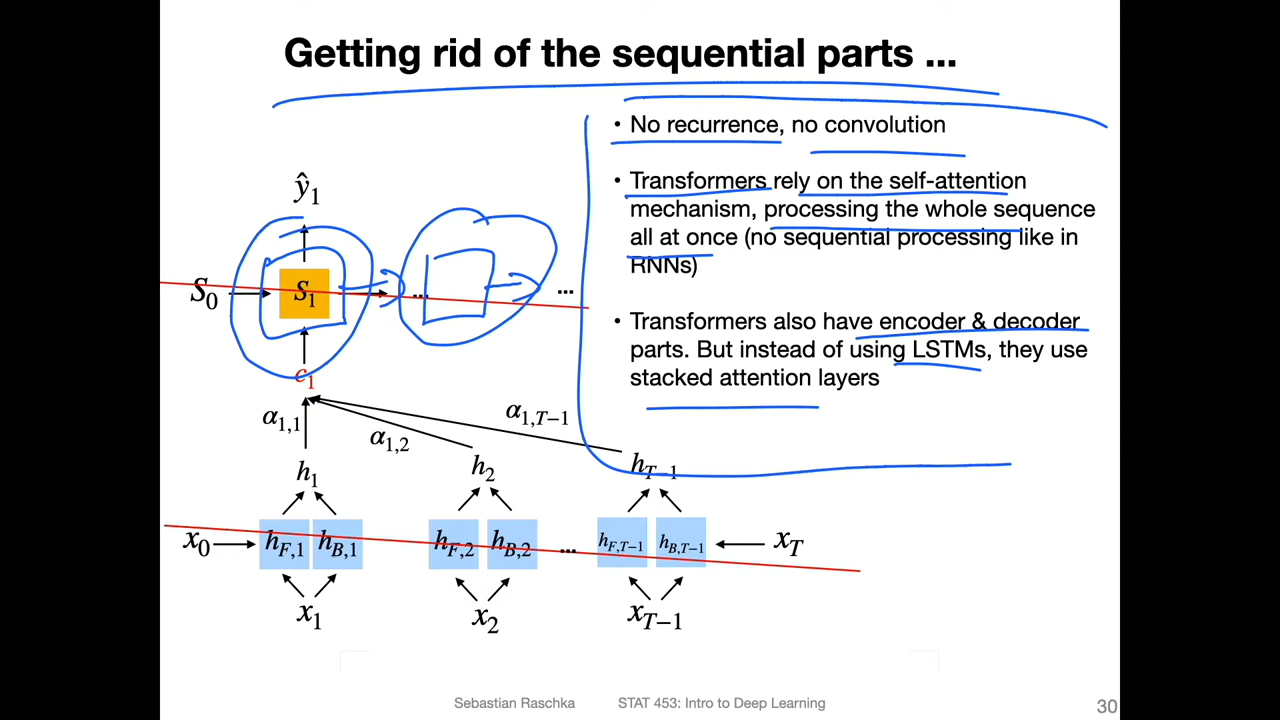 Getting rid of the sequential parts ...
• No recurrence, no convolution
• Transformers rely on the self-attention
mechanism, processing the whole sequence
all at once (no sequential processing like in
RNNs)
• Transformers also have encoder & decoder
parts. But instead of using LSTMs, they use
stacked attention layers
ŷ₁
S₀ S₁ ... ...
c₁
α₁,₁ α₁,₂ α₁,T−1
h₁ h₂ hT−1
x₀ hF,1 hB,1 hF,2 hB,2 ... hF,T−1 hB,T−1 xT
x₁ x₂ xT−1
Sebastian Raschka STAT 453: Intro to Deep Learning 30